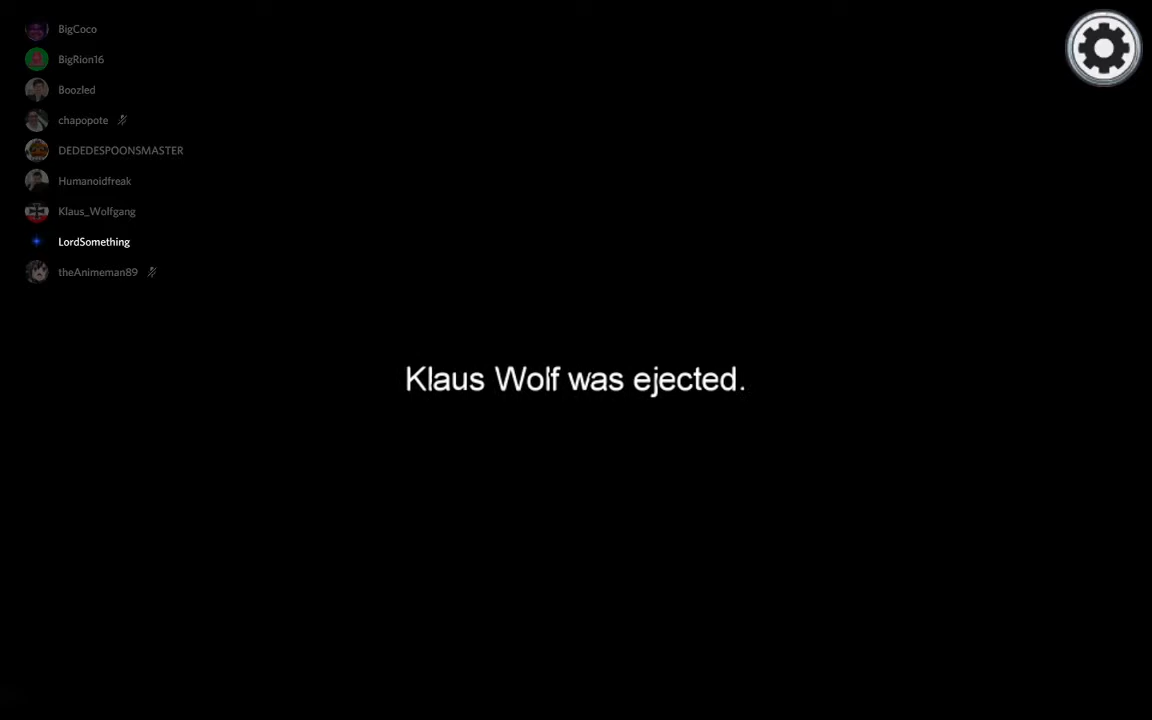 BigCoco
BigRion16
Boozled
chapopote
DEDEDESPOONSMASTER
Humanoidfreak
Klaus_Wolfgang
LordSomething
theAnimeman89
Klaus Wolf was ejected.